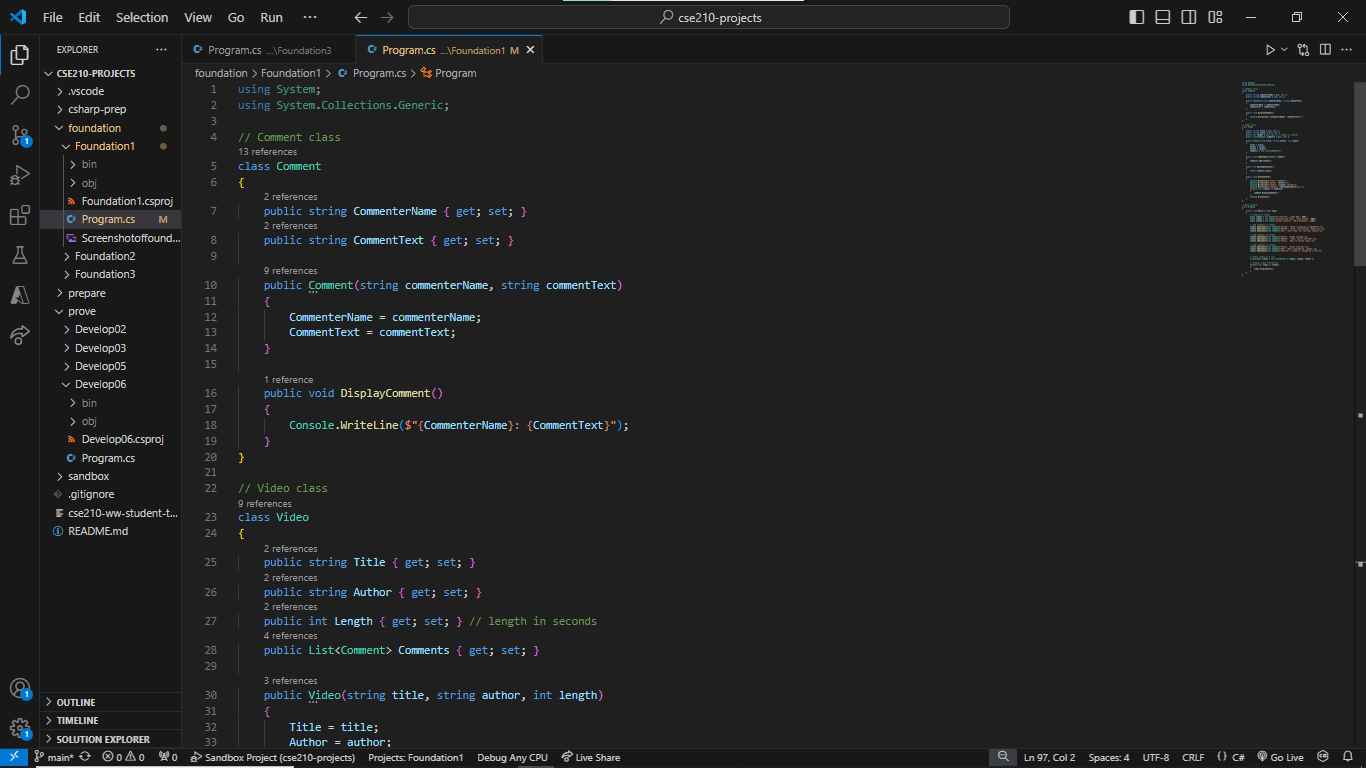 File Edit Selection View Go Run ··· cse210-projects
EXPLORER ···
CSE210-PROJECTS
.vscode
csharp-prep
foundation
Foundation1
bin
obj
Foundation1.csproj
Program.cs M
Screenshotoffound...
Foundation2
Foundation3
prepare
prove
Develop02
Develop03
Develop05
Develop06
bin
obj
Develop06.csproj
Program.cs
sandbox
.gitignore
cse210-ww-student-t...
README.md
OUTLINE
TIMELINE
SOLUTION EXPLORER
1
1
1
Program.cs ...\Foundation3 Program.cs ...\Foundation1 M
foundation > Foundation1 > Program.cs > Program
1 using System;
2 using System.Collections.Generic;
3
4 // Comment class
13 references
5 class Comment
6 {
2 references
7 public string CommenterName { get; set; }
2 references
8 public string CommentText { get; set; }
9
9 references
10 public Comment(string commenterName, string commentText)
11 {
12 CommenterName = commenterName;
13 CommentText = commentText;
14 }
15
1 reference
16 public void DisplayComment()
17 {
18 Console.WriteLine($"{CommenterName}: {CommentText}");
19 }
20 }
21
22 // Video class
9 references
23 class Video
24 {
2 references
25 public string Title { get; set; }
2 references
26 public string Author { get; set; }
2 references
27 public int Length { get; set; } // length in seconds
4 references
28 public List<Comment> Comments { get; set; }
29
3 references
30 public Video(string title, string author, int length)
31 {
32 Title = title;
33 Author = author;
main* 0 0 0 Sandbox Project (cse210-projects) Projects: Foundation1 Debug Any CPU Live Share Ln 97, Col 2 Spaces: 4 UTF-8 CRLF {} C# Go Live